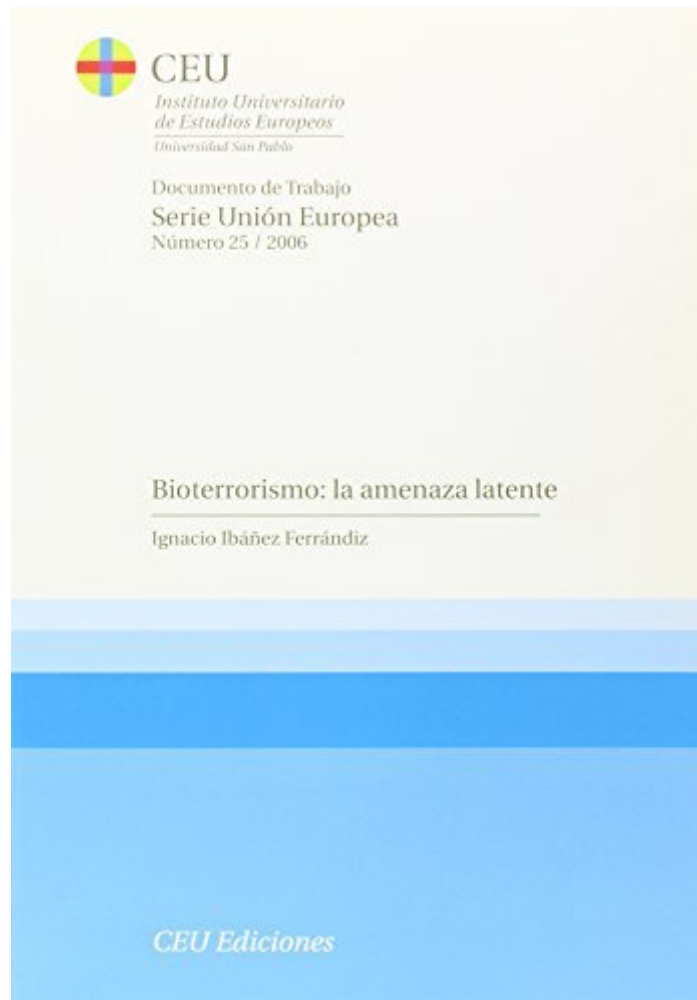 CEU
Instituto Universitario
de Estudios Europeos
Universidad San Pablo
Documento de Trabajo
Serie Unión Europea
Número 25 / 2006
Bioterrorismo: la amenaza latente
Ignacio Ibáñez Ferrándiz
CEU Ediciones